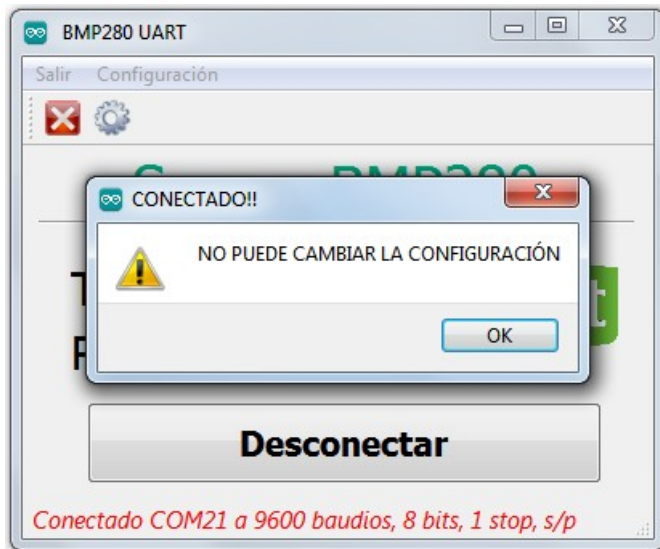 BMP280 UART
Salir Configuración
BMP280
CONECTADO!!
NO PUEDE CAMBIAR LA CONFIGURACIÓN
OK
Desconectar
Conectado COM21 a 9600 baudios, 8 bits, 1 stop, s/p